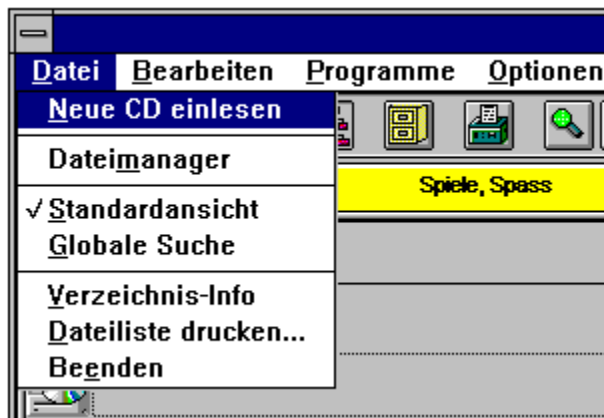 Datei Bearbeiten Programme Optionen
Neue CD einlesen
Dateimanager
Spiele, Spass
✓ Standardansicht
Globale Suche
Verzeichnis-Info
Dateiliste drucken...
Beenden